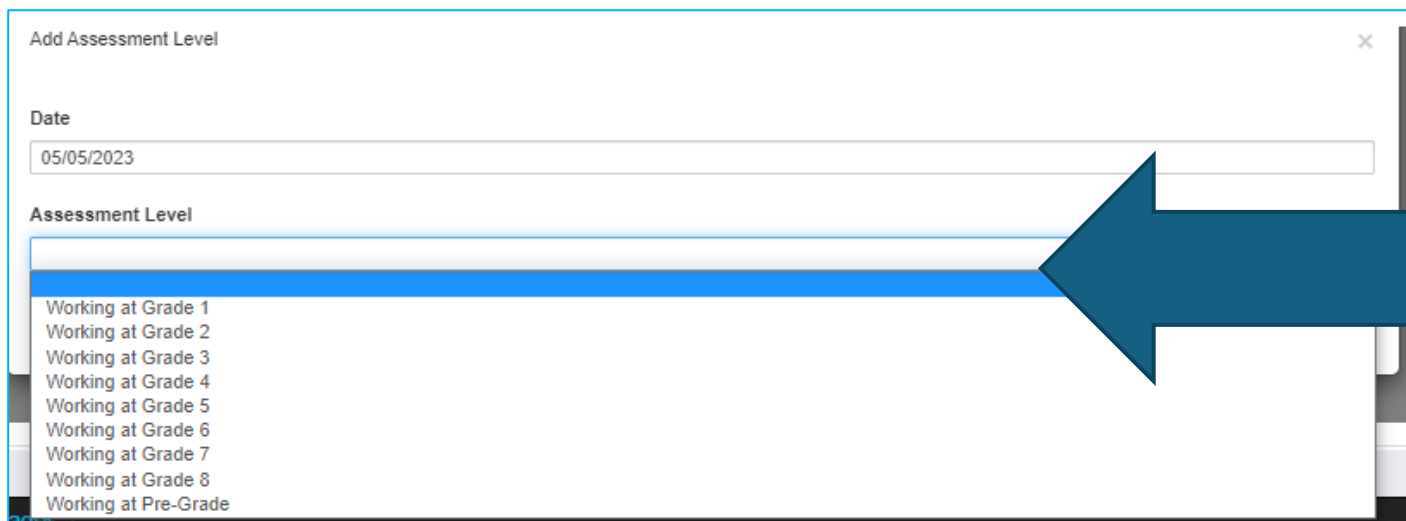 Add Assessment Level ×
Date
05/05/2023
Assessment Level
Working at Grade 1
Working at Grade 2
Working at Grade 3
Working at Grade 4
Working at Grade 5
Working at Grade 6
Working at Grade 7
Working at Grade 8
Working at Pre-Grade